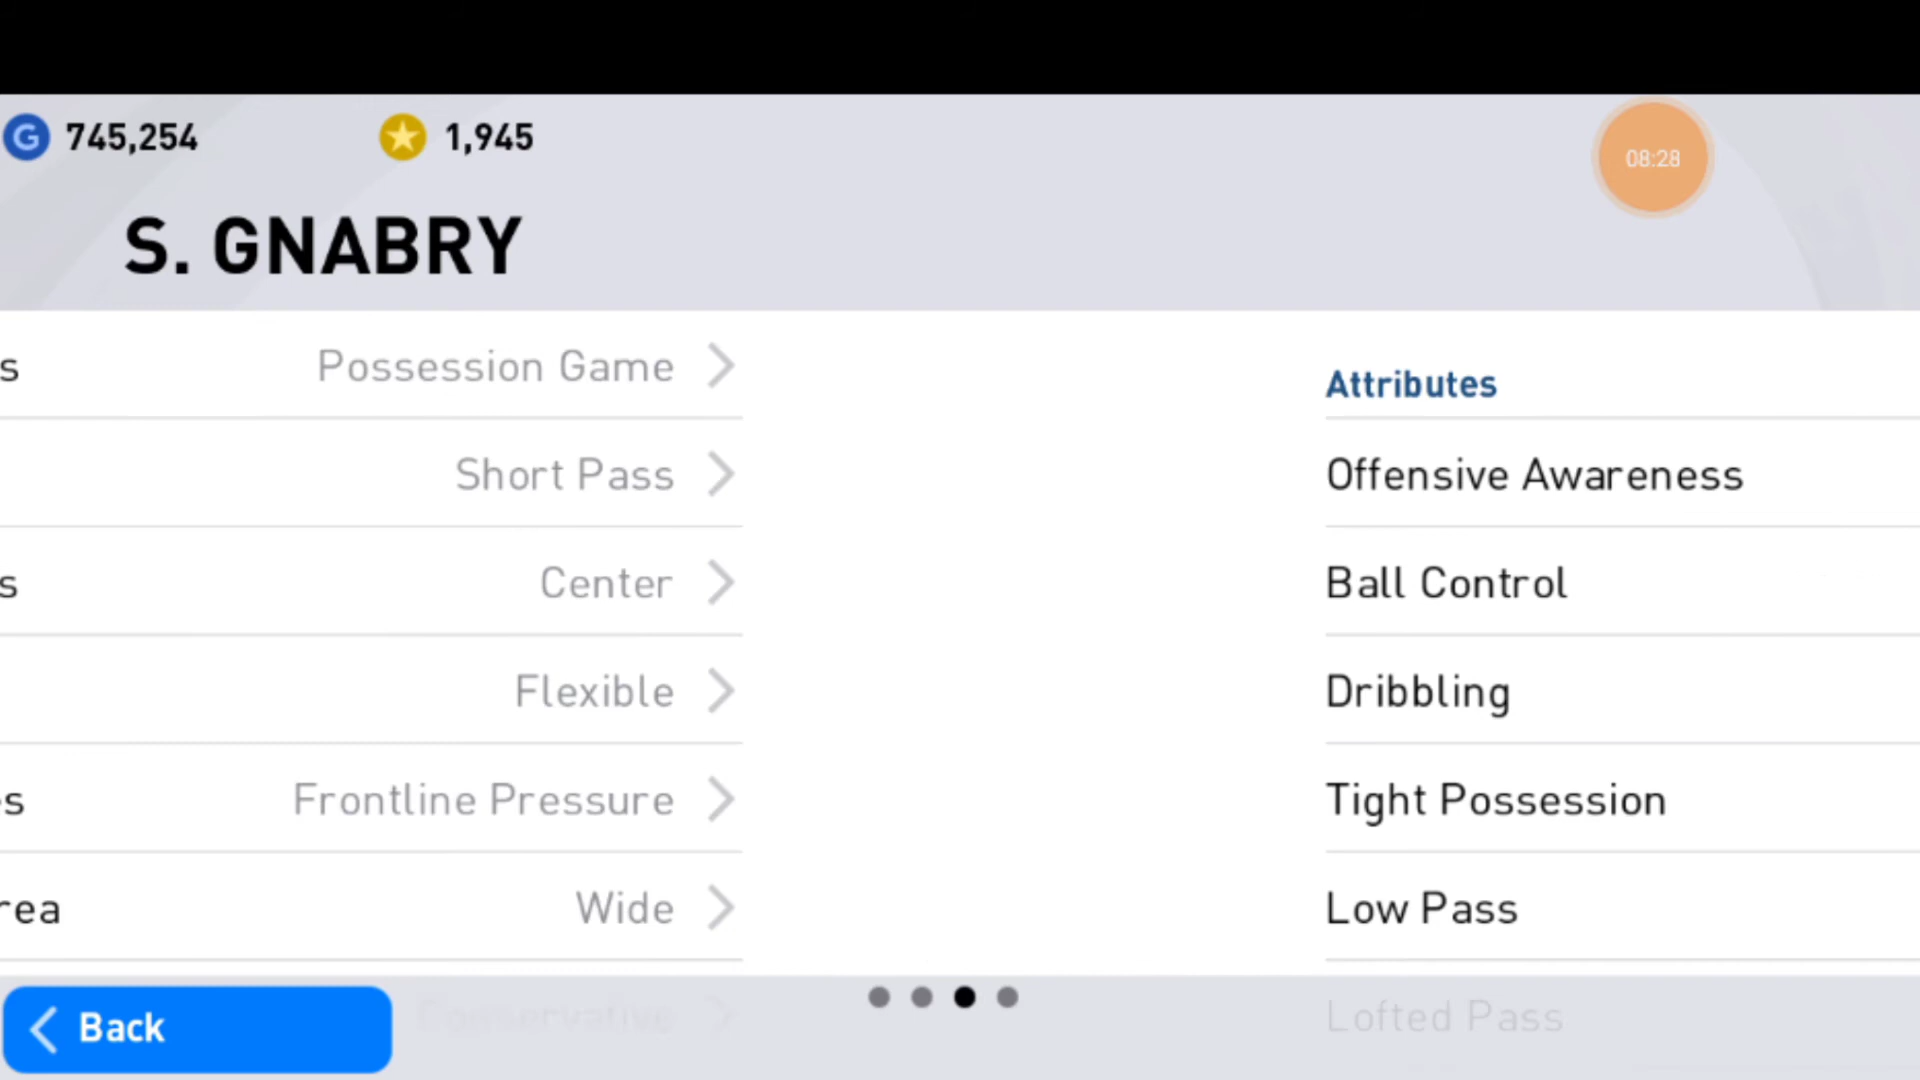 G 745,254 1,945
08:28
S. GNABRY
s Possession Game
Short Pass
s Center
Flexible
s Frontline Pressure
rea Wide
Conservative
Attributes
Offensive Awareness
Ball Control
Dribbling
Tight Possession
Low Pass
Lofted Pass
Back